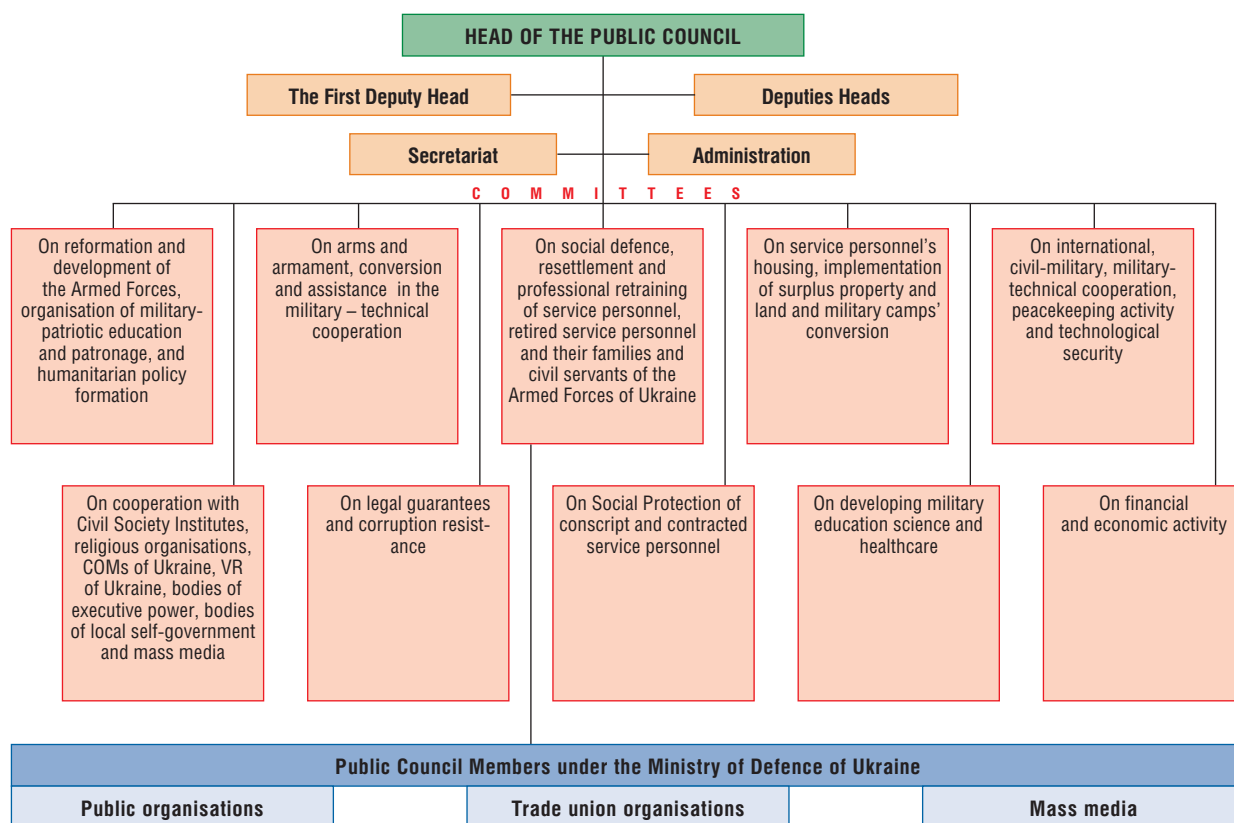 HEAD OF THE PUBLIC COUNCIL
The First Deputy Head
Deputies Heads
Secretariat
Administration
COMMITTEES
On reformation and
development of
the Armed Forces,
organisation of military-
patriotic education
and patronage, and
humanitarian policy
formation
On arms and
armament, conversion
and assistance in the
military – technical
cooperation
On social defence,
resettlement and
professional retraining
of service personnel,
retired service personnel
and their families and
civil servants of the
Armed Forces of Ukraine
On service personnel's
housing, implementation
of surplus property and
land and military camps'
conversion
On international,
civil-military, military-
technical cooperation,
peacekeeping activity
and technological
security
On cooperation with
Civil Society Institutes,
religious organisations,
COMs of Ukraine, VR
of Ukraine, bodies of
executive power, bodies
of local self-government
and mass media
On legal guarantees
and corruption resist-
ance
On Social Protection of
conscript and contracted
service personnel
On developing military
education science and
healthcare
On financial
and economic activity
Public Council Members under the Ministry of Defence of Ukraine
Public organisations
Trade union organisations
Mass media